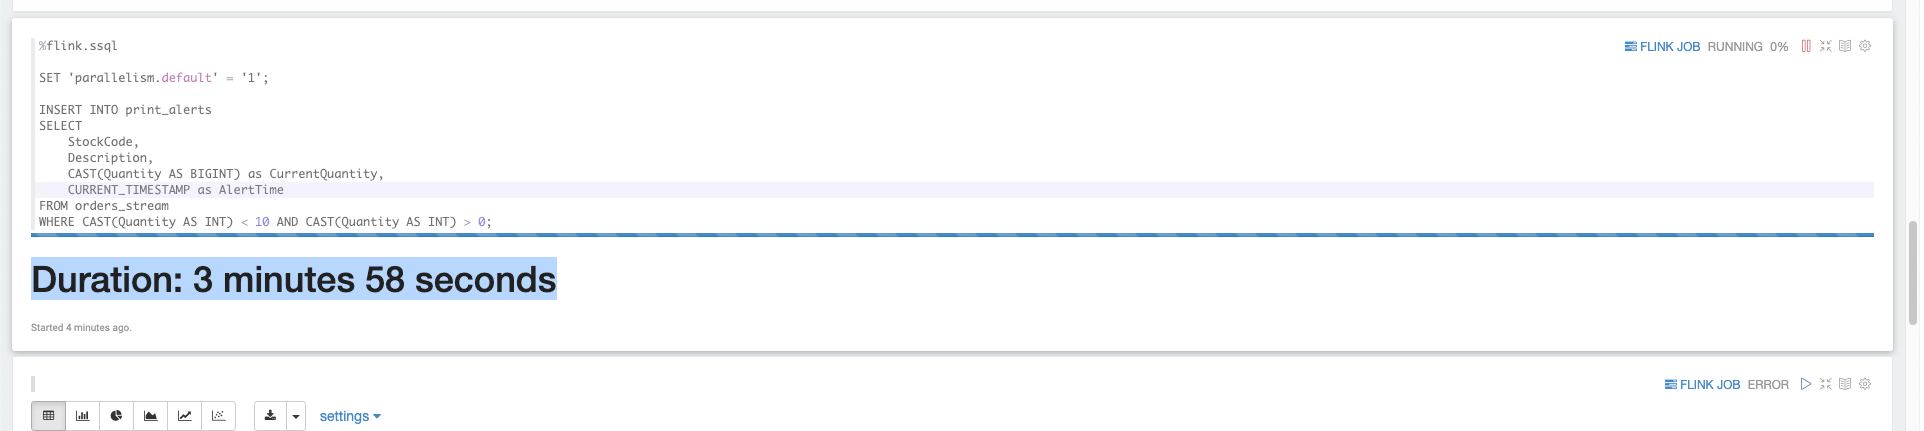 %flink.ssql
FLINK JOB RUNNING 0%
SET 'parallelism.default' = '1';
INSERT INTO print_alerts
SELECT
StockCode,
Description,
CAST(Quantity AS BIGINT) as CurrentQuantity,
CURRENT_TIMESTAMP as AlertTime
FROM orders_stream
WHERE CAST(Quantity AS INT) < 10 AND CAST(Quantity AS INT) > 0;
Duration: 3 minutes 58 seconds
Started 4 minutes ago.
FLINK JOB ERROR
settings